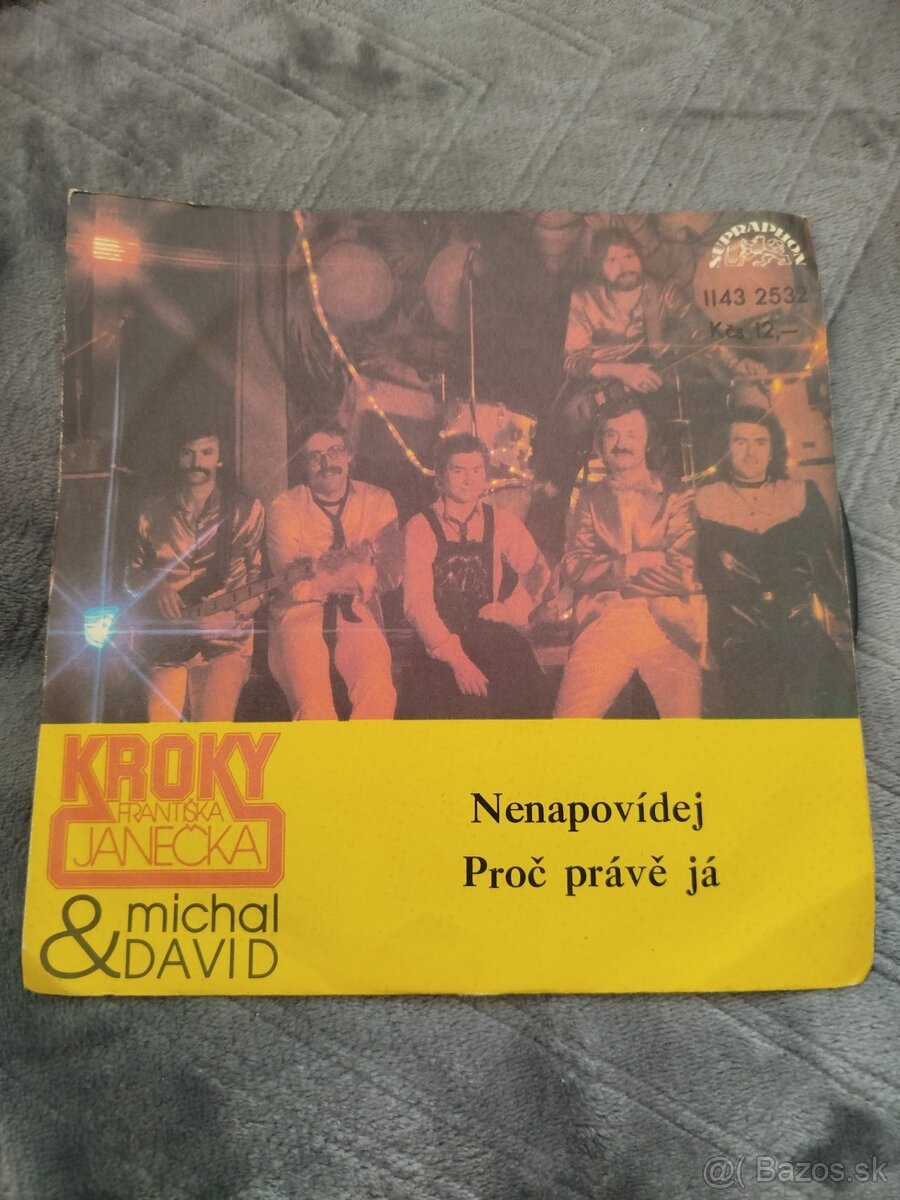 SUPRAPHON
1143 2532
Kčs 12,—
KROKY
FRANTIŠKA
JANEČKA
& michal
DAVID
Nenapovídej
Proč právě já
@( Bazos.sk